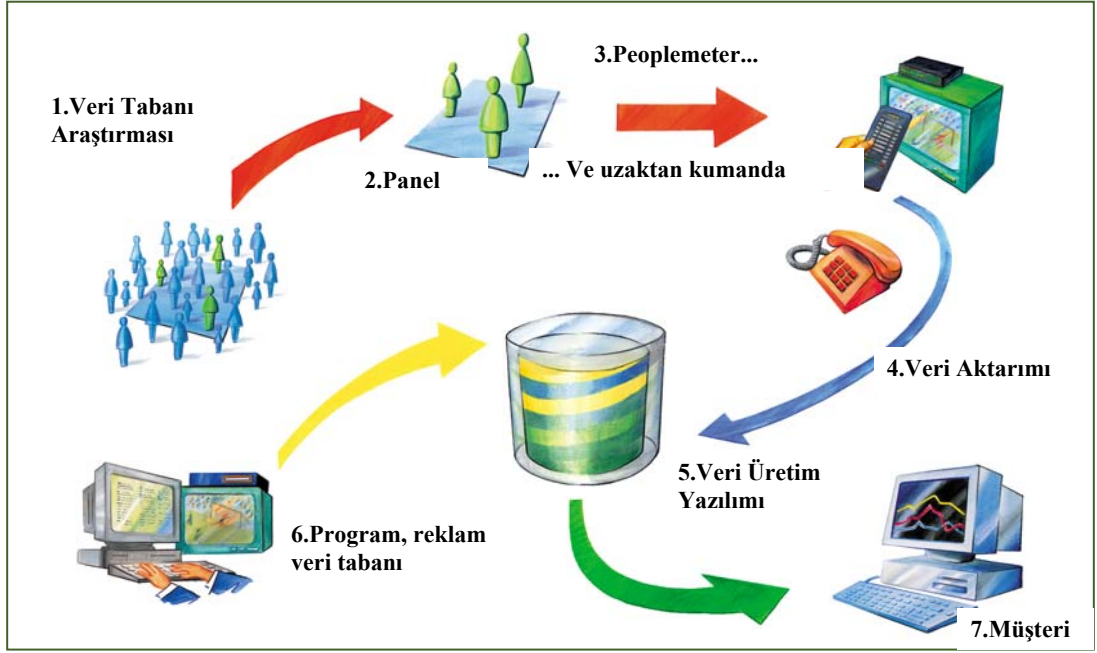 1.Veri Tabanı
Araştırması
2.Panel
3.Peoplemeter...
... Ve uzaktan kumanda
4.Veri Aktarımı
5.Veri Üretim
Yazılımı
6.Program, reklam
veri tabanı
7.Müşteri